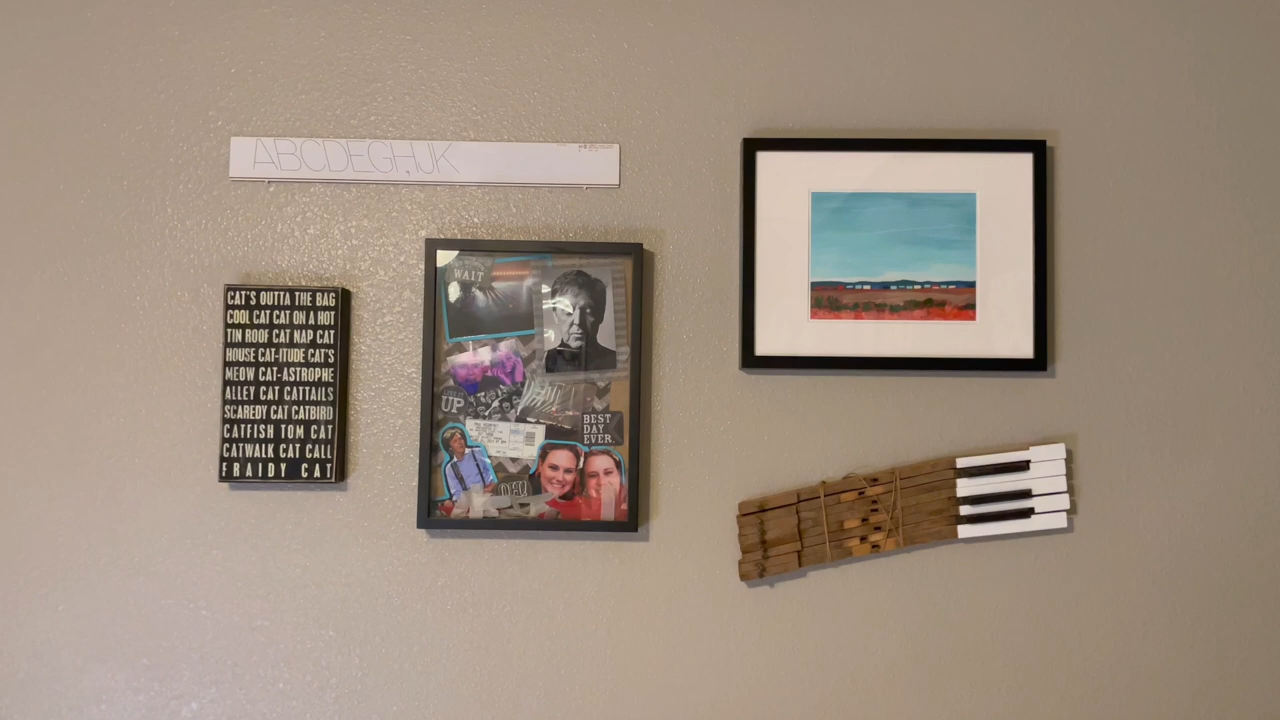 ABCDEGHIJK
CAT'S OUTTA THE BAG
COOL CAT CAT ON A HOT
TIN ROOF CAT NAP CAT
HOUSE CAT-ITUDE CAT'S
MEOW CAT-ASTROPHE
ALLEY CAT CATTAILS
SCAREDY CAT CATBIRD
CATFISH TOM CAT
CATWALK CAT CALL
FRAIDY CAT
WAIT
UP
BEST
DAY
EVER.
OH!